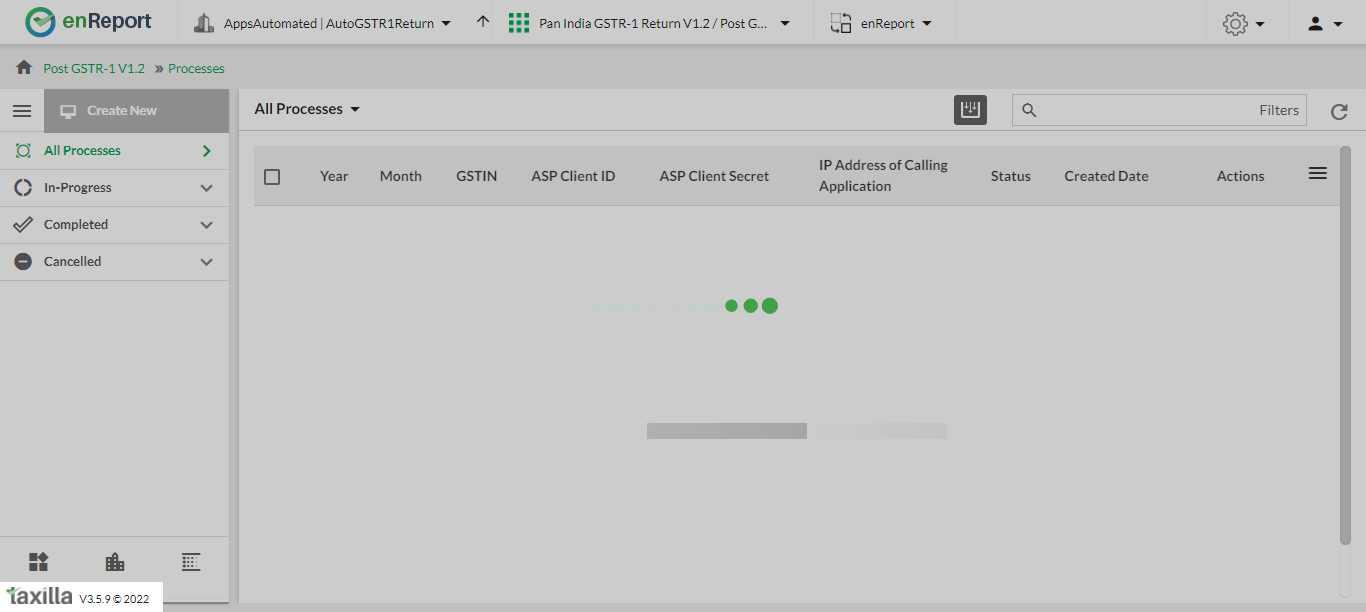 enReport
AppsAutomated | AutoGSTR1Return
Pan India GSTR-1 Return V1.2 / Post G...
enReport
Post GSTR-1 V1.2 » Processes
Create New
All Processes
In-Progress
Completed
Cancelled
All Processes
Filters
Year
Month
GSTIN
ASP Client ID
ASP Client Secret
IP Address of Calling
Application
Status
Created Date
Actions
taxilla V3.5.9 © 2022